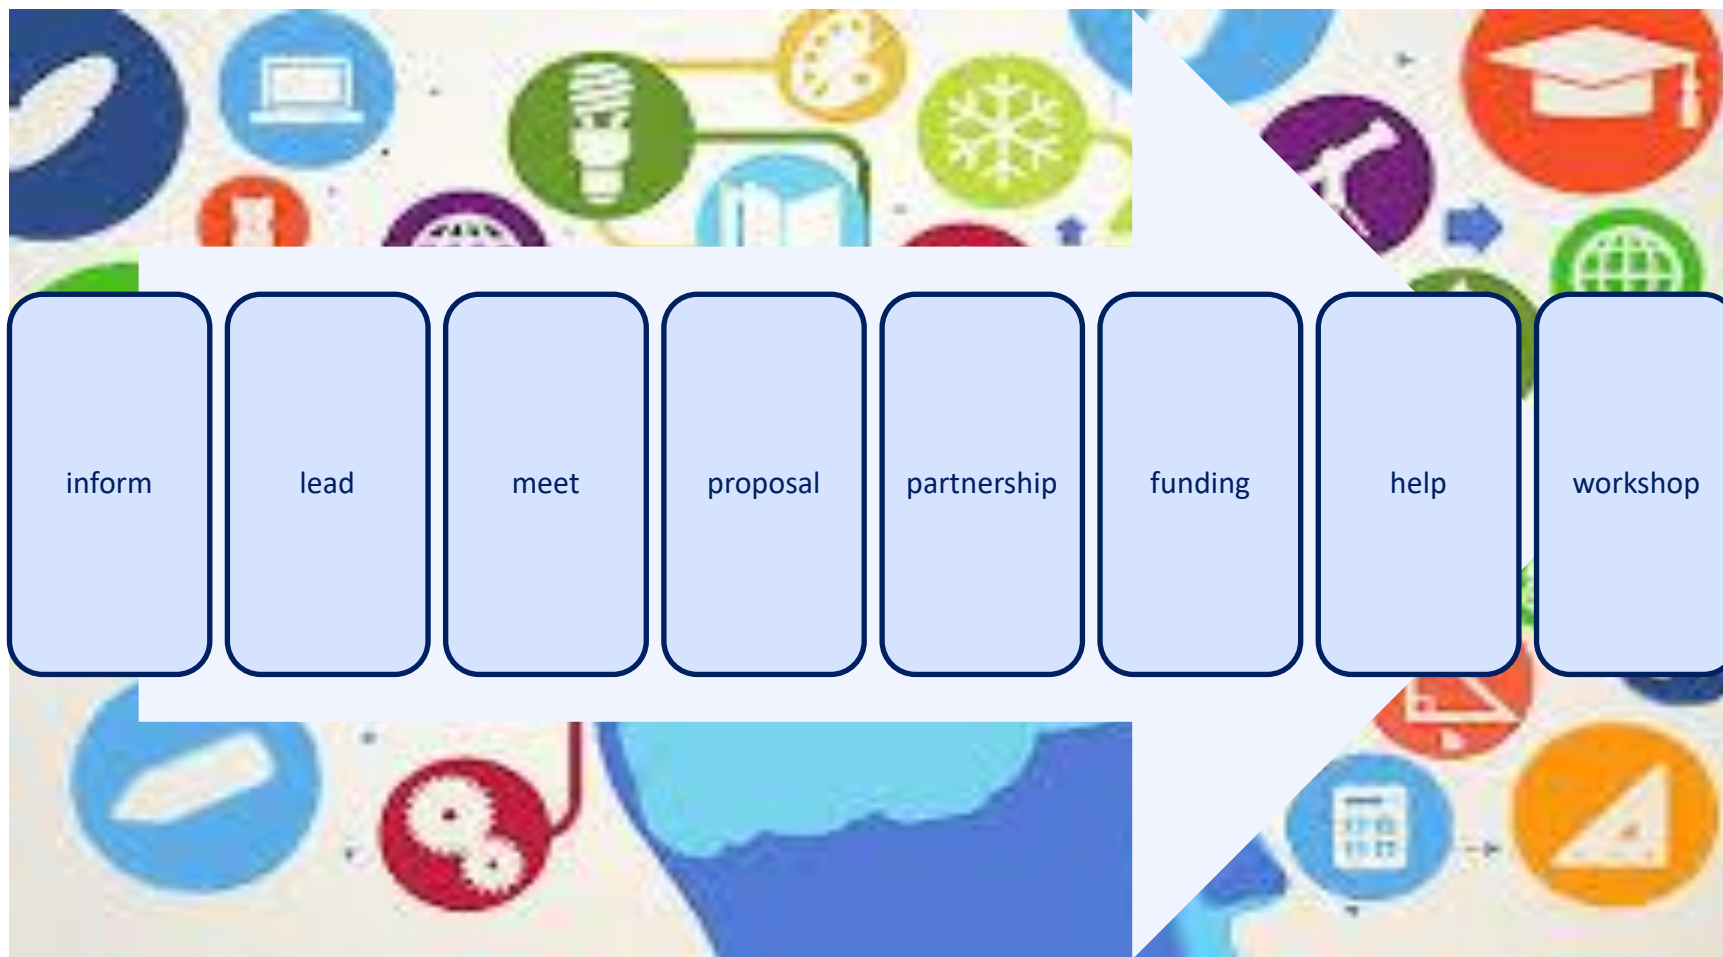 inform
lead
meet
proposal
partnership
funding
help
workshop